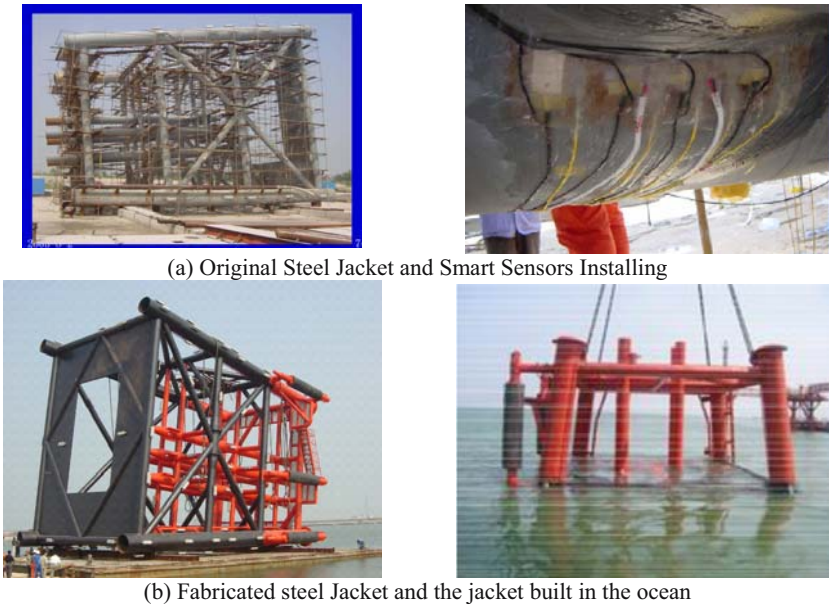 (a) Original Steel Jacket and Smart Sensors Installing
(b) Fabricated steel Jacket and the jacket built in the ocean